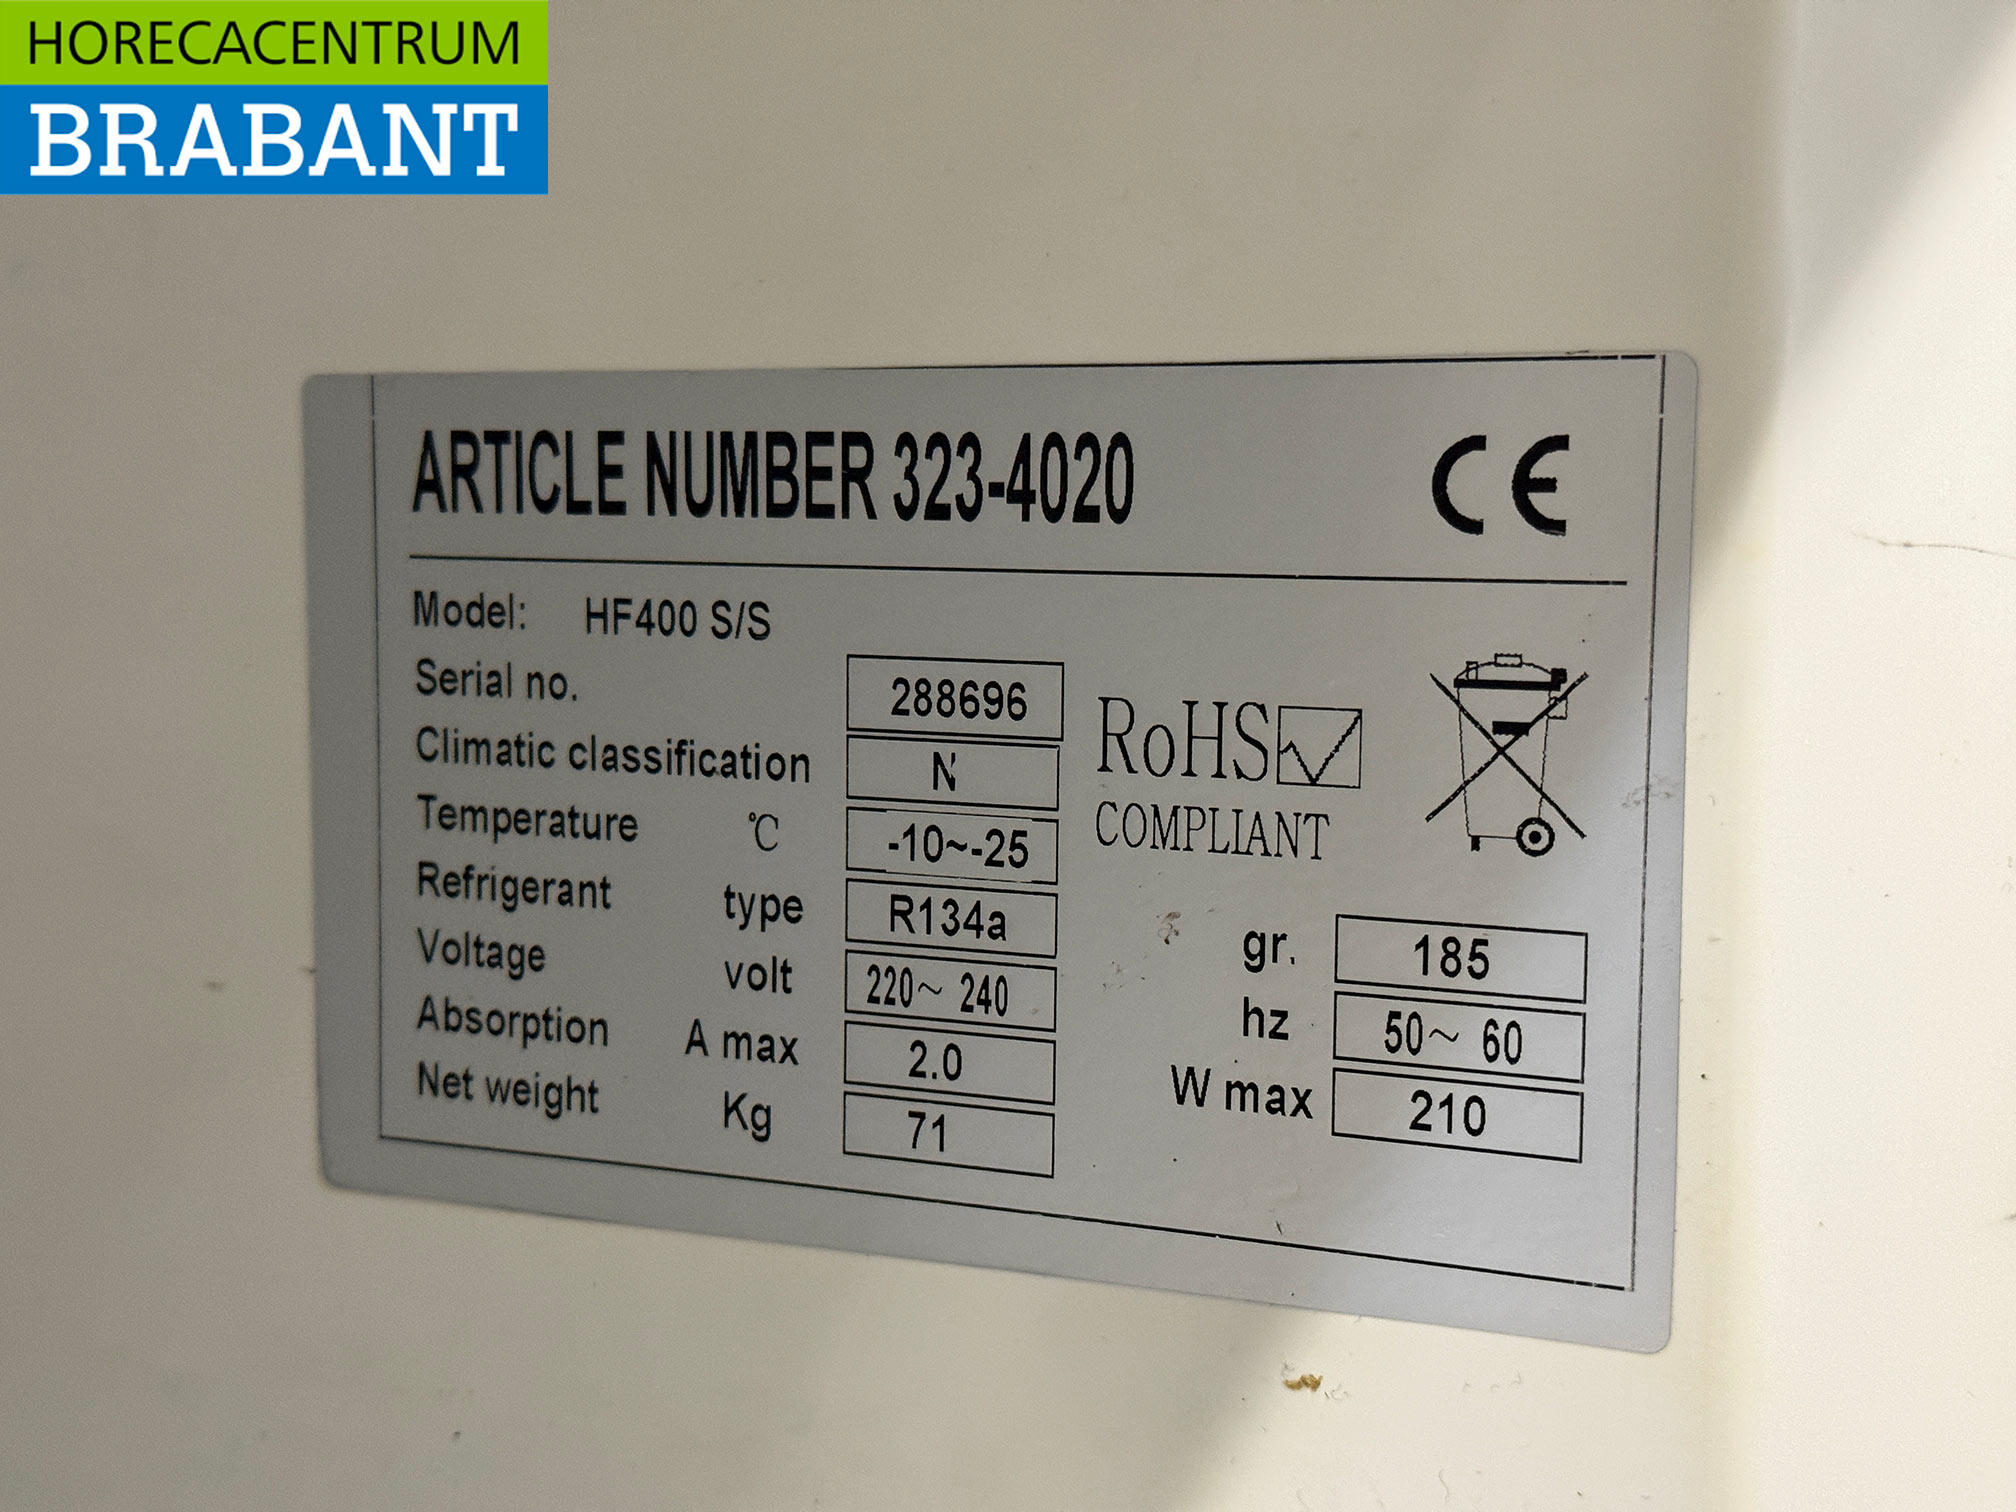 HORECACENTRUM
BRABANT
ARTICLE NUMBER 323-4020 CE
Model: HF400 S/S
Serial no. 288696
Climatic classification N
RoHS
COMPLIANT
Temperature °C -10~-25
Refrigerant type R134a gr. 185
Voltage volt 220~ 240 hz 50~ 60
Absorption A max 2.0 W max 210
Net weight Kg 71